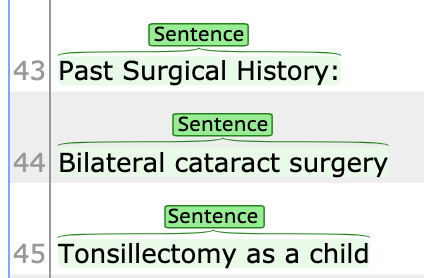 Sentence
43 Past Surgical History:
Sentence
44 Bilateral cataract surgery
Sentence
45 Tonsillectomy as a child